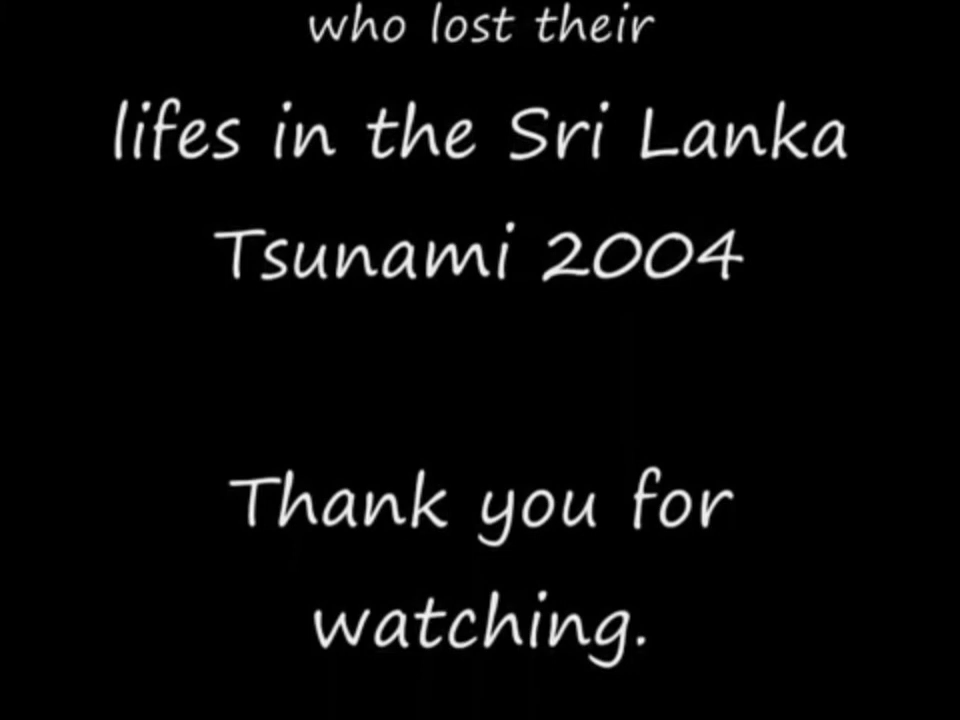 who lost their
lifes in the Sri Lanka
Tsunami 2004
Thank you for
watching.